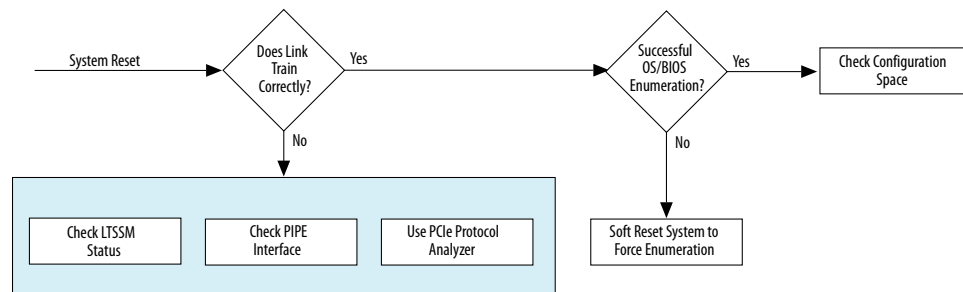 System Reset
Does Link
Train
Correctly?
Yes
Successful
OS/BIOS
Enumeration?
Yes
Check Configuration
Space
No
No
Check LTSSM
Status
Check PIPE
Interface
Use PCIe Protocol
Analyzer
Soft Reset System to
Force Enumeration